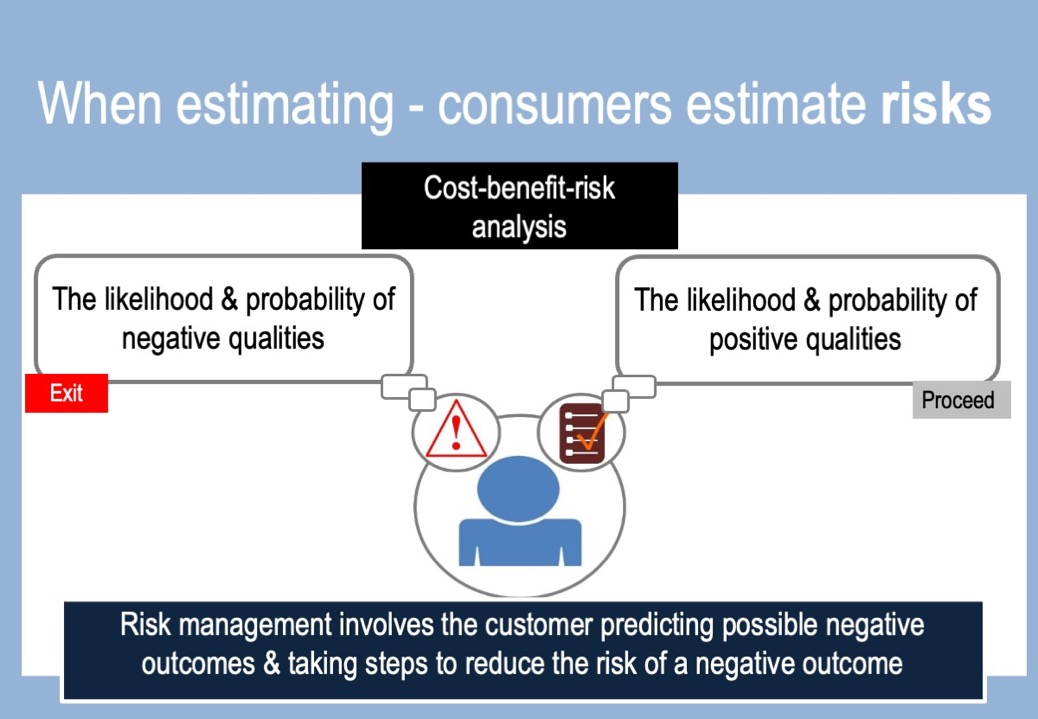 When estimating - consumers estimate risks
Cost-benefit-risk
analysis
The likelihood & probability of
negative qualities
The likelihood & probability of
positive qualities
Exit
Proceed
Risk management involves the customer predicting possible negative
outcomes & taking steps to reduce the risk of a negative outcome